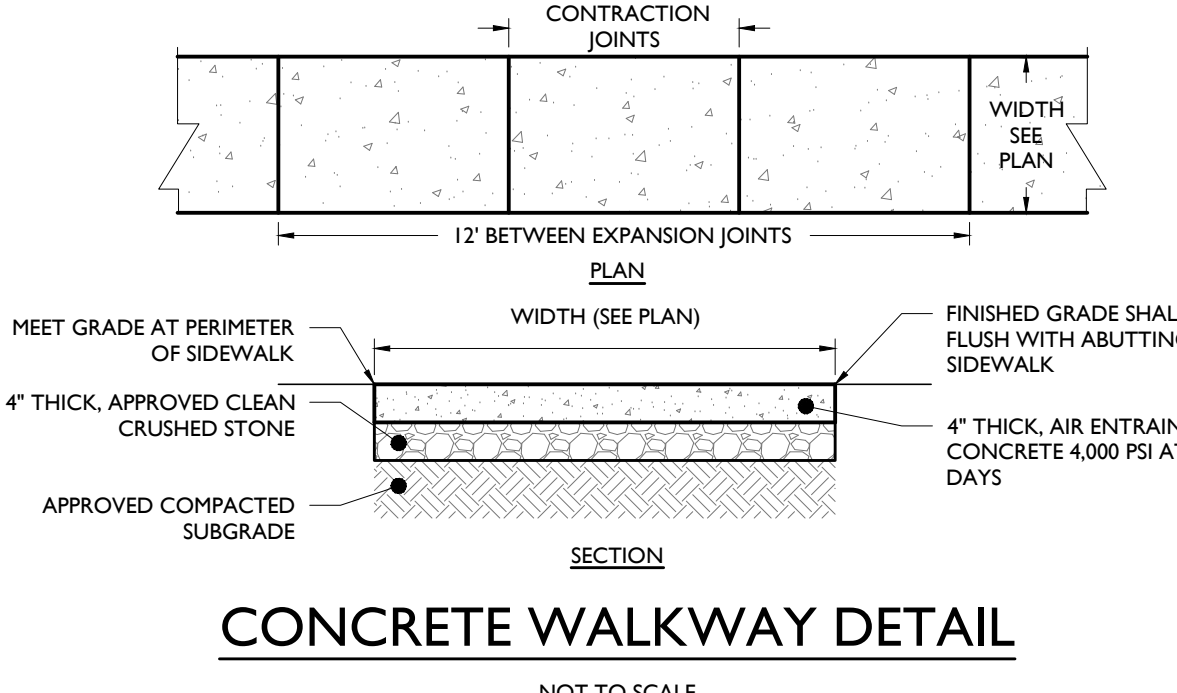 CONTRACTION
JOINTS
WIDTH
SEE
PLAN
12' BETWEEN EXPANSION JOINTS
PLAN
WIDTH (SEE PLAN)
MEET GRADE AT PERIMETER
OF SIDEWALK
4" THICK, APPROVED CLEAN
CRUSHED STONE
APPROVED COMPACTED
SUBGRADE
FINISHED GRADE SHAL
FLUSH WITH ABUTTING
SIDEWALK
4" THICK, AIR ENTRAIN
CONCRETE 4,000 PSI AT
DAYS
SECTION
CONCRETE WALKWAY DETAIL
NOT TO SCALE